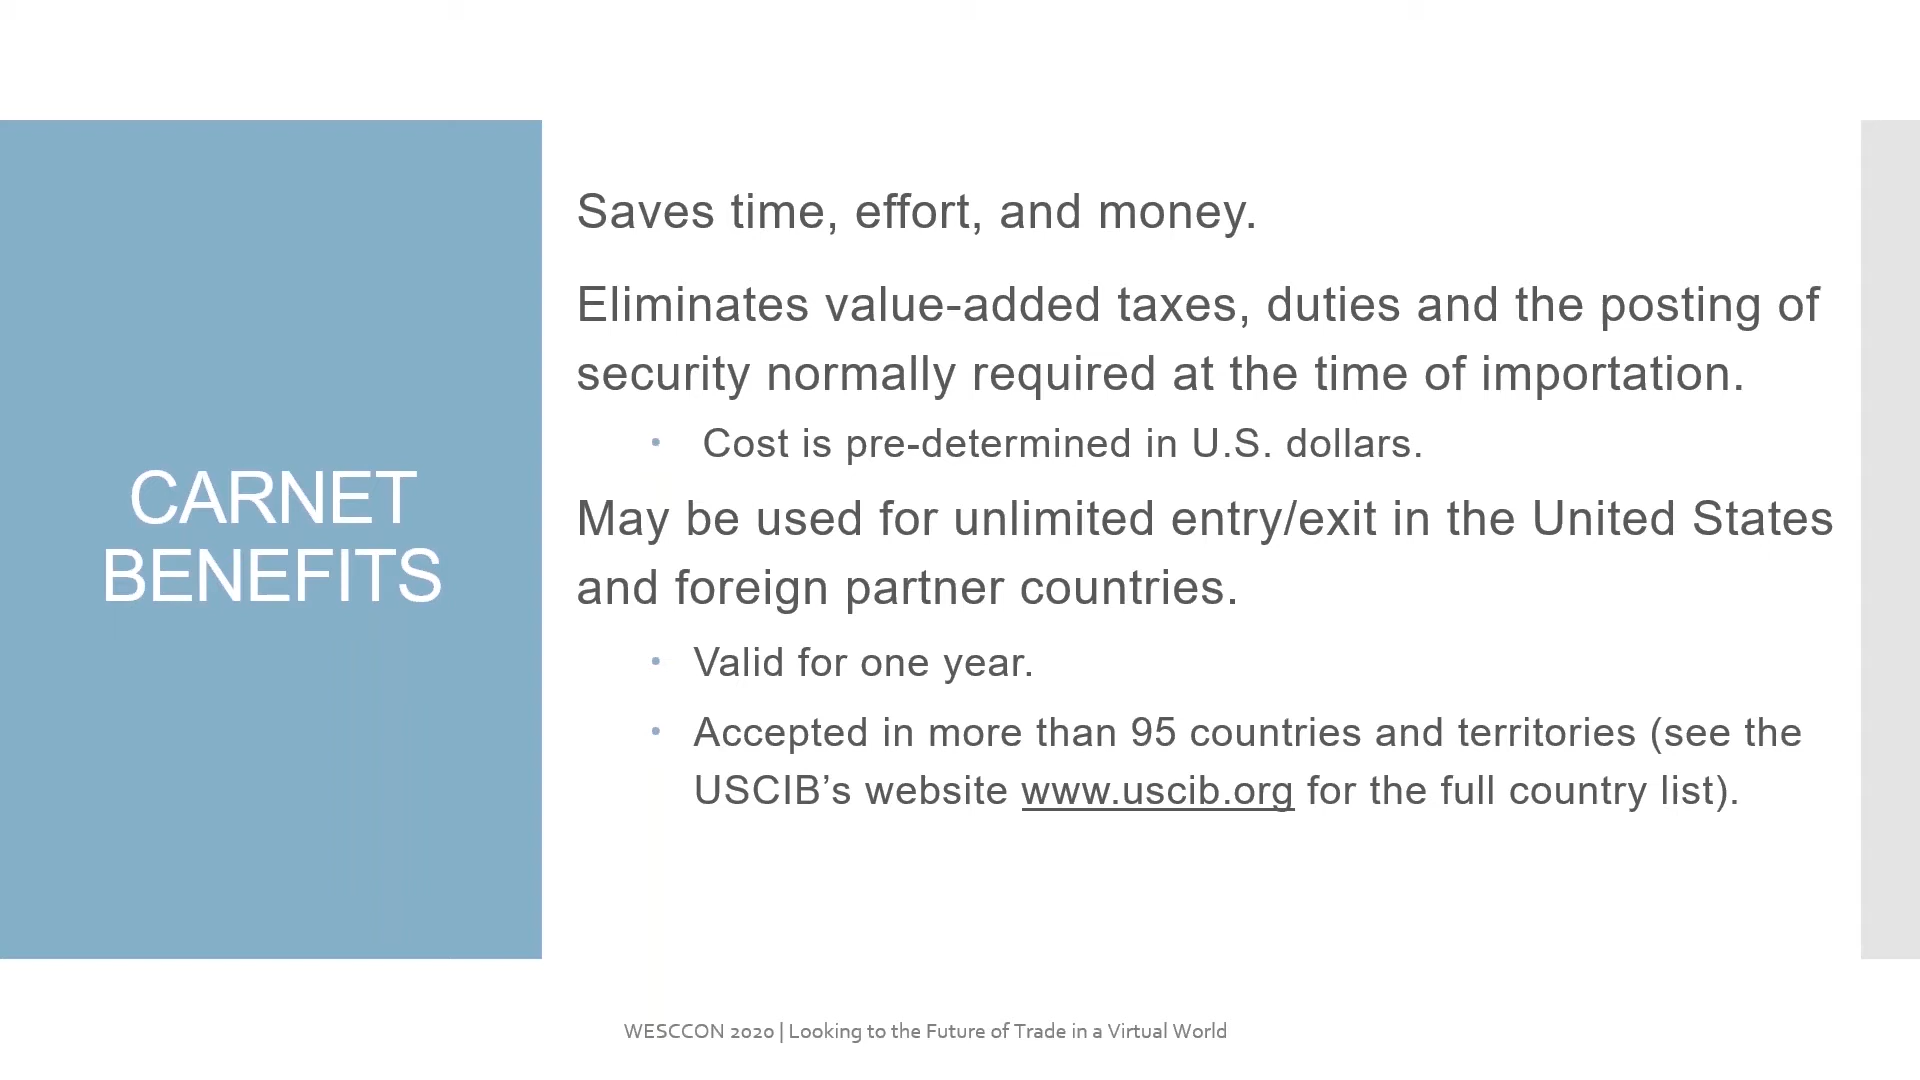 CARNET
BENEFITS
Saves time, effort, and money.
Eliminates value-added taxes, duties and the posting of
security normally required at the time of importation.
• Cost is pre-determined in U.S. dollars.
May be used for unlimited entry/exit in the United States
and foreign partner countries.
• Valid for one year.
• Accepted in more than 95 countries and territories (see the
USCIB’s website www.uscib.org for the full country list).
WESCCON 2020 | Looking to the Future of Trade in a Virtual World